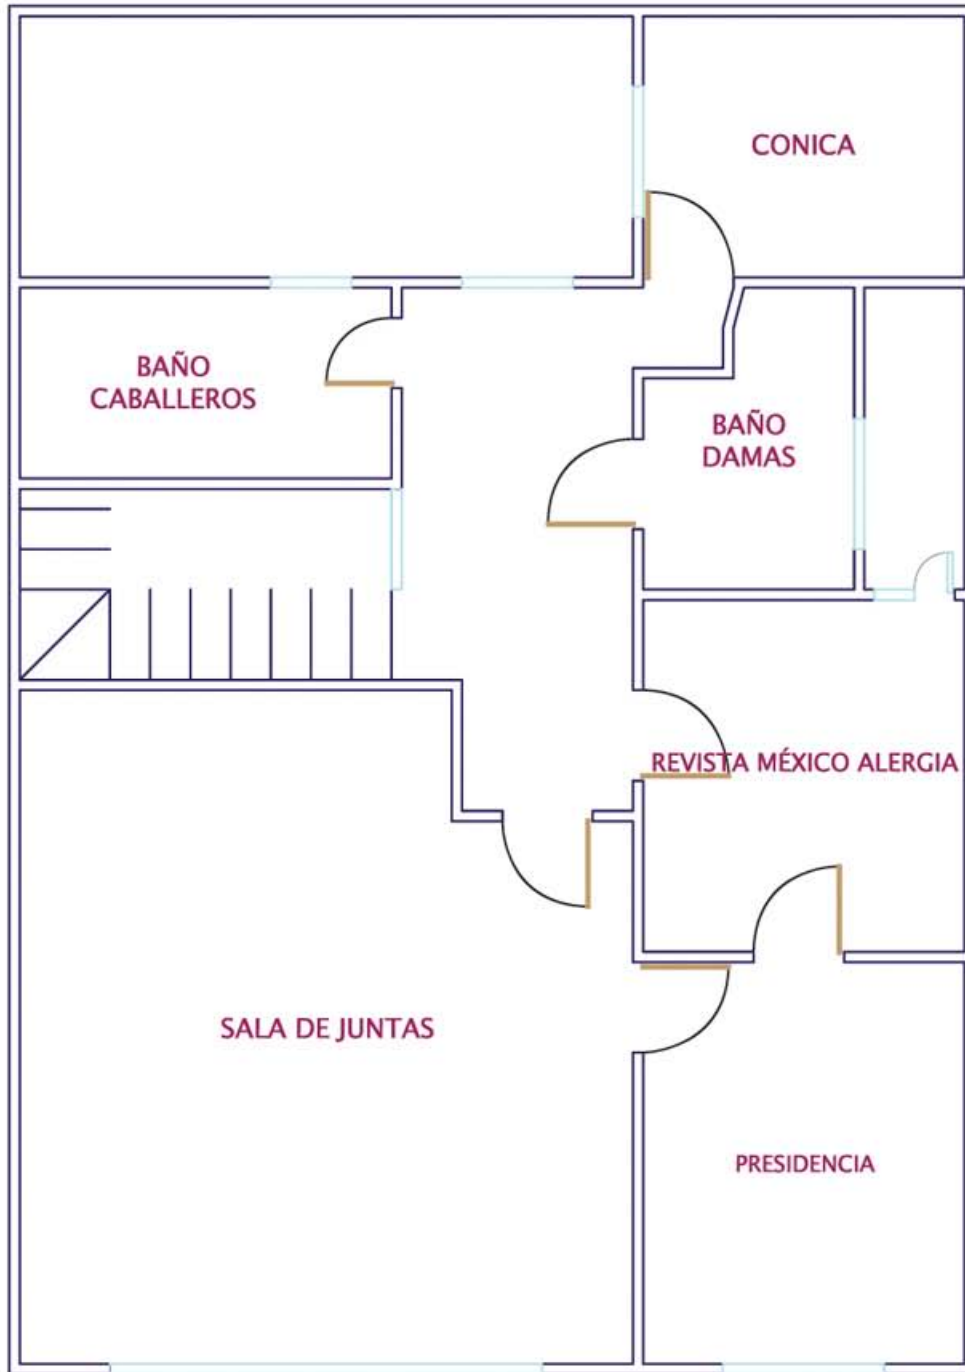 CONICA
BAÑO
CABALLEROS
BAÑO
DAMAS
REVISTA MÉXICO ALERGIA
SALA DE JUNTAS
PRESIDENCIA